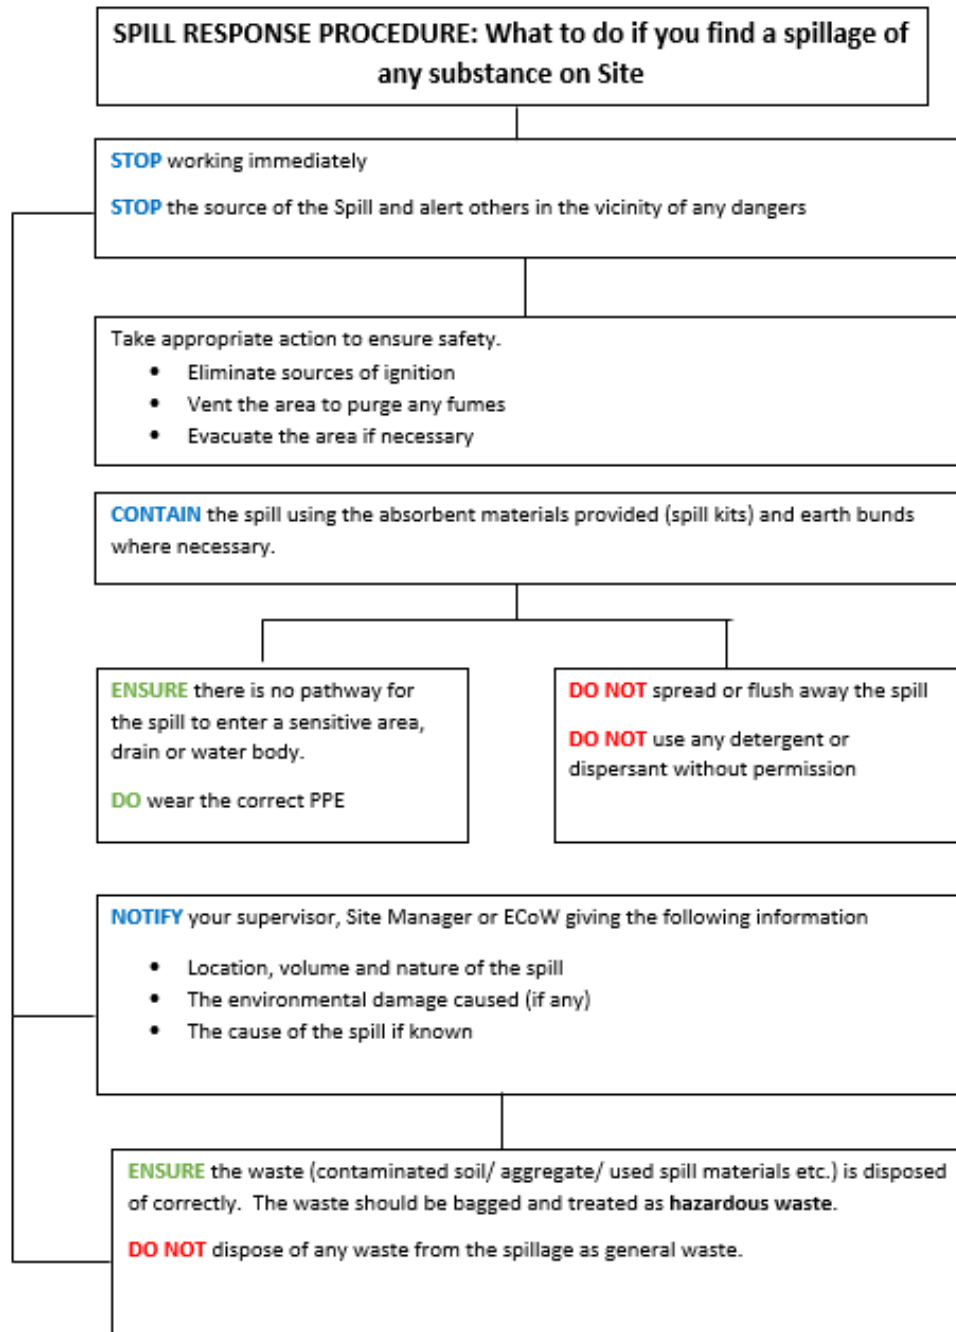 SPILL RESPONSE PROCEDURE: What to do if you find a spillage of
any substance on Site
STOP working immediately
STOP the source of the Spill and alert others in the vicinity of any dangers
Take appropriate action to ensure safety.
• Eliminate sources of ignition
• Vent the area to purge any fumes
• Evacuate the area if necessary
CONTAIN the spill using the absorbent materials provided (spill kits) and earth bunds
where necessary.
ENSURE there is no pathway for
the spill to enter a sensitive area,
drain or water body.
DO wear the correct PPE
DO NOT spread or flush away the spill
DO NOT use any detergent or
dispersant without permission
NOTIFY your supervisor, Site Manager or ECoW giving the following information
• Location, volume and nature of the spill
• The environmental damage caused (if any)
• The cause of the spill if known
ENSURE the waste (contaminated soil/ aggregate/ used spill materials etc.) is disposed
of correctly. The waste should be bagged and treated as hazardous waste.
DO NOT dispose of any waste from the spillage as general waste.